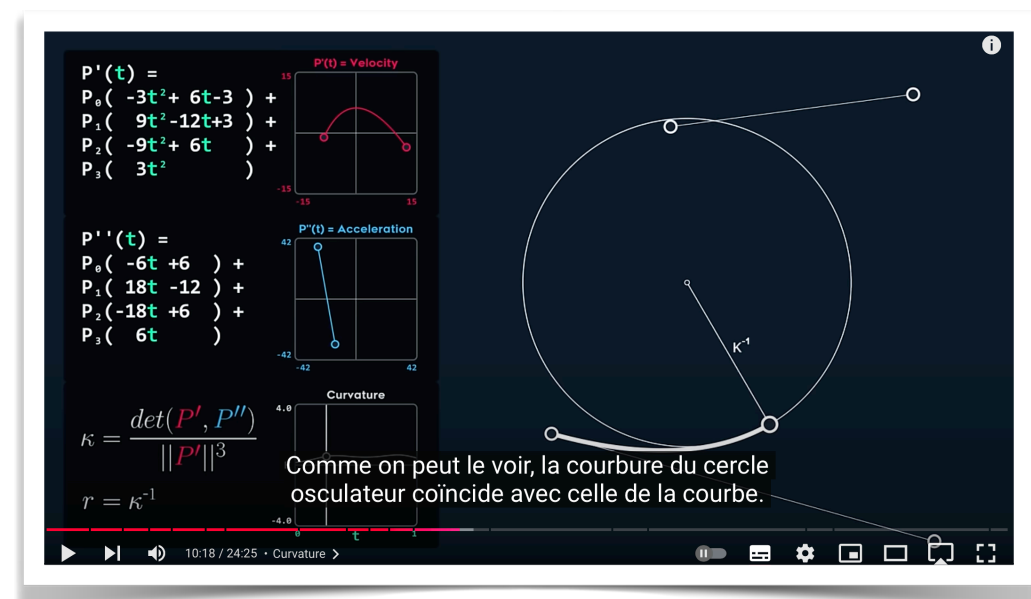 P'(t) =
P₀( -3t²+ 6t-3 ) +
P₁( 9t²-12t+3 ) +
P₂( -9t²+ 6t ) +
P₃( 3t² )
P'(t) = Velocity
15
-15
-15 15
P''(t) =
P₀( -6t +6 ) +
P₁( 18t -12 ) +
P₂(-18t +6 ) +
P₃( 6t )
P''(t) = Acceleration
42
-42
-42 42
κ = det(P', P'') / ||P'||³
r = κ⁻¹
Curvature
4.0
-4.0
0 t 1
K⁻¹
i
Comme on peut le voir, la courbure du cercle
osculateur coïncide avec celle de la courbe.
10:18 / 24:25 • Curvature >